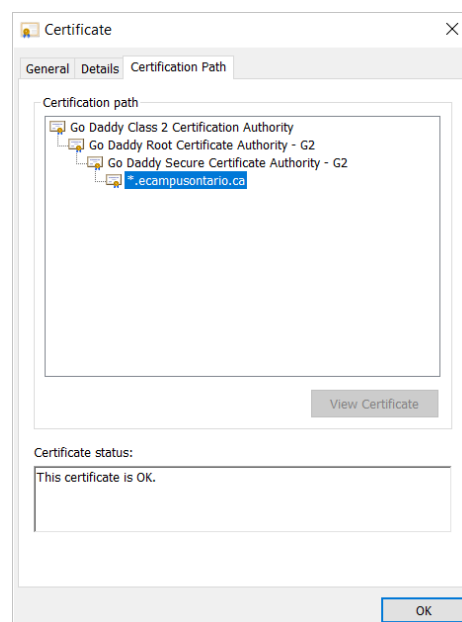 Certificate
General Details Certification Path
Certification path
Go Daddy Class 2 Certification Authority
Go Daddy Root Certificate Authority - G2
Go Daddy Secure Certificate Authority - G2
*.ecampusontario.ca
View Certificate
Certificate status:
This certificate is OK.
OK